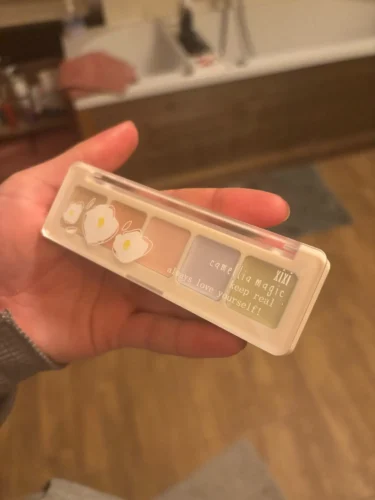 xixi
camellia magic
keep real
always love yourself!